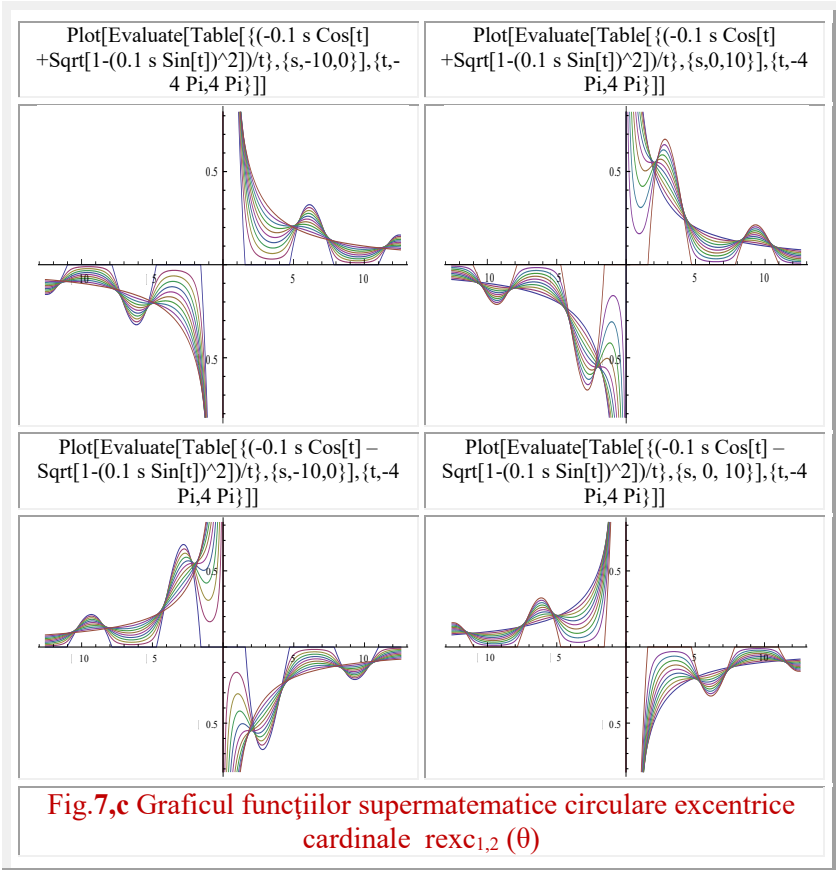 Plot[Evaluate[Table[{(-0.1 s Cos[t]
+Sqrt[1-(0.1 s Sin[t])^2])/t},{s,-10,0}],{t,-
4 Pi,4 Pi}]]
Plot[Evaluate[Table[{(-0.1 s Cos[t]
+Sqrt[1-(0.1 s Sin[t])^2])/t},{s,0,10}],{t,-4
Pi,4 Pi}]]
0.5
10
5
5
10
0.5
0.5
10
5
5
10
0.5
Plot[Evaluate[Table[{(-0.1 s Cos[t] –
Sqrt[1-(0.1 s Sin[t])^2])/t},{s,-10,0}],{t,-4
Pi,4 Pi}]]
Plot[Evaluate[Table[{(-0.1 s Cos[t] –
Sqrt[1-(0.1 s Sin[t])^2])/t},{s, 0, 10}],{t,-4
Pi,4 Pi}]]
0.5
10
5
5
10
0.5
0.5
10
5
5
10
0.5
Fig.7,c Graficul funcţiilor supermatematice circulare excentrice
cardinale rexc1,2 (θ)